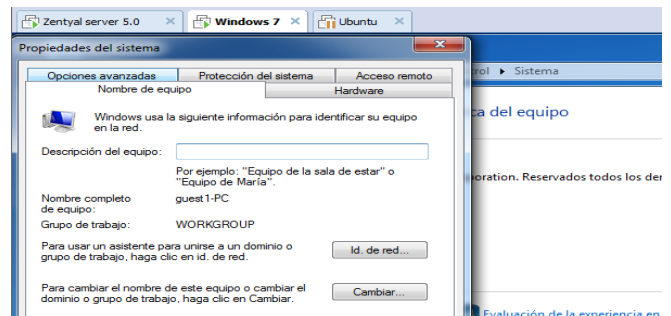 Zentyal server 5.0
Windows 7
Ubuntu
Propiedades del sistema
Opciones avanzadas
Protección del sistema
Acceso remoto
Nombre de equipo
Hardware
Windows usa la siguiente información para identificar su equipo
en la red.
Descripción del equipo:
Por ejemplo: "Equipo de la sala de estar" o
"Equipo de María".
Nombre completo
de equipo:
guest1-PC
Grupo de trabajo:
WORKGROUP
Para usar un asistente para unirse a un dominio o
grupo de trabajo, haga clic en id. de red.
Id. de red...
Para cambiar el nombre de este equipo o cambiar el
dominio o grupo de trabajo, haga clic en Cambiar.
Cambiar...
trol ▸ Sistema
ca del equipo
oration. Reservados todos los der
Evaluación de la experiencia en